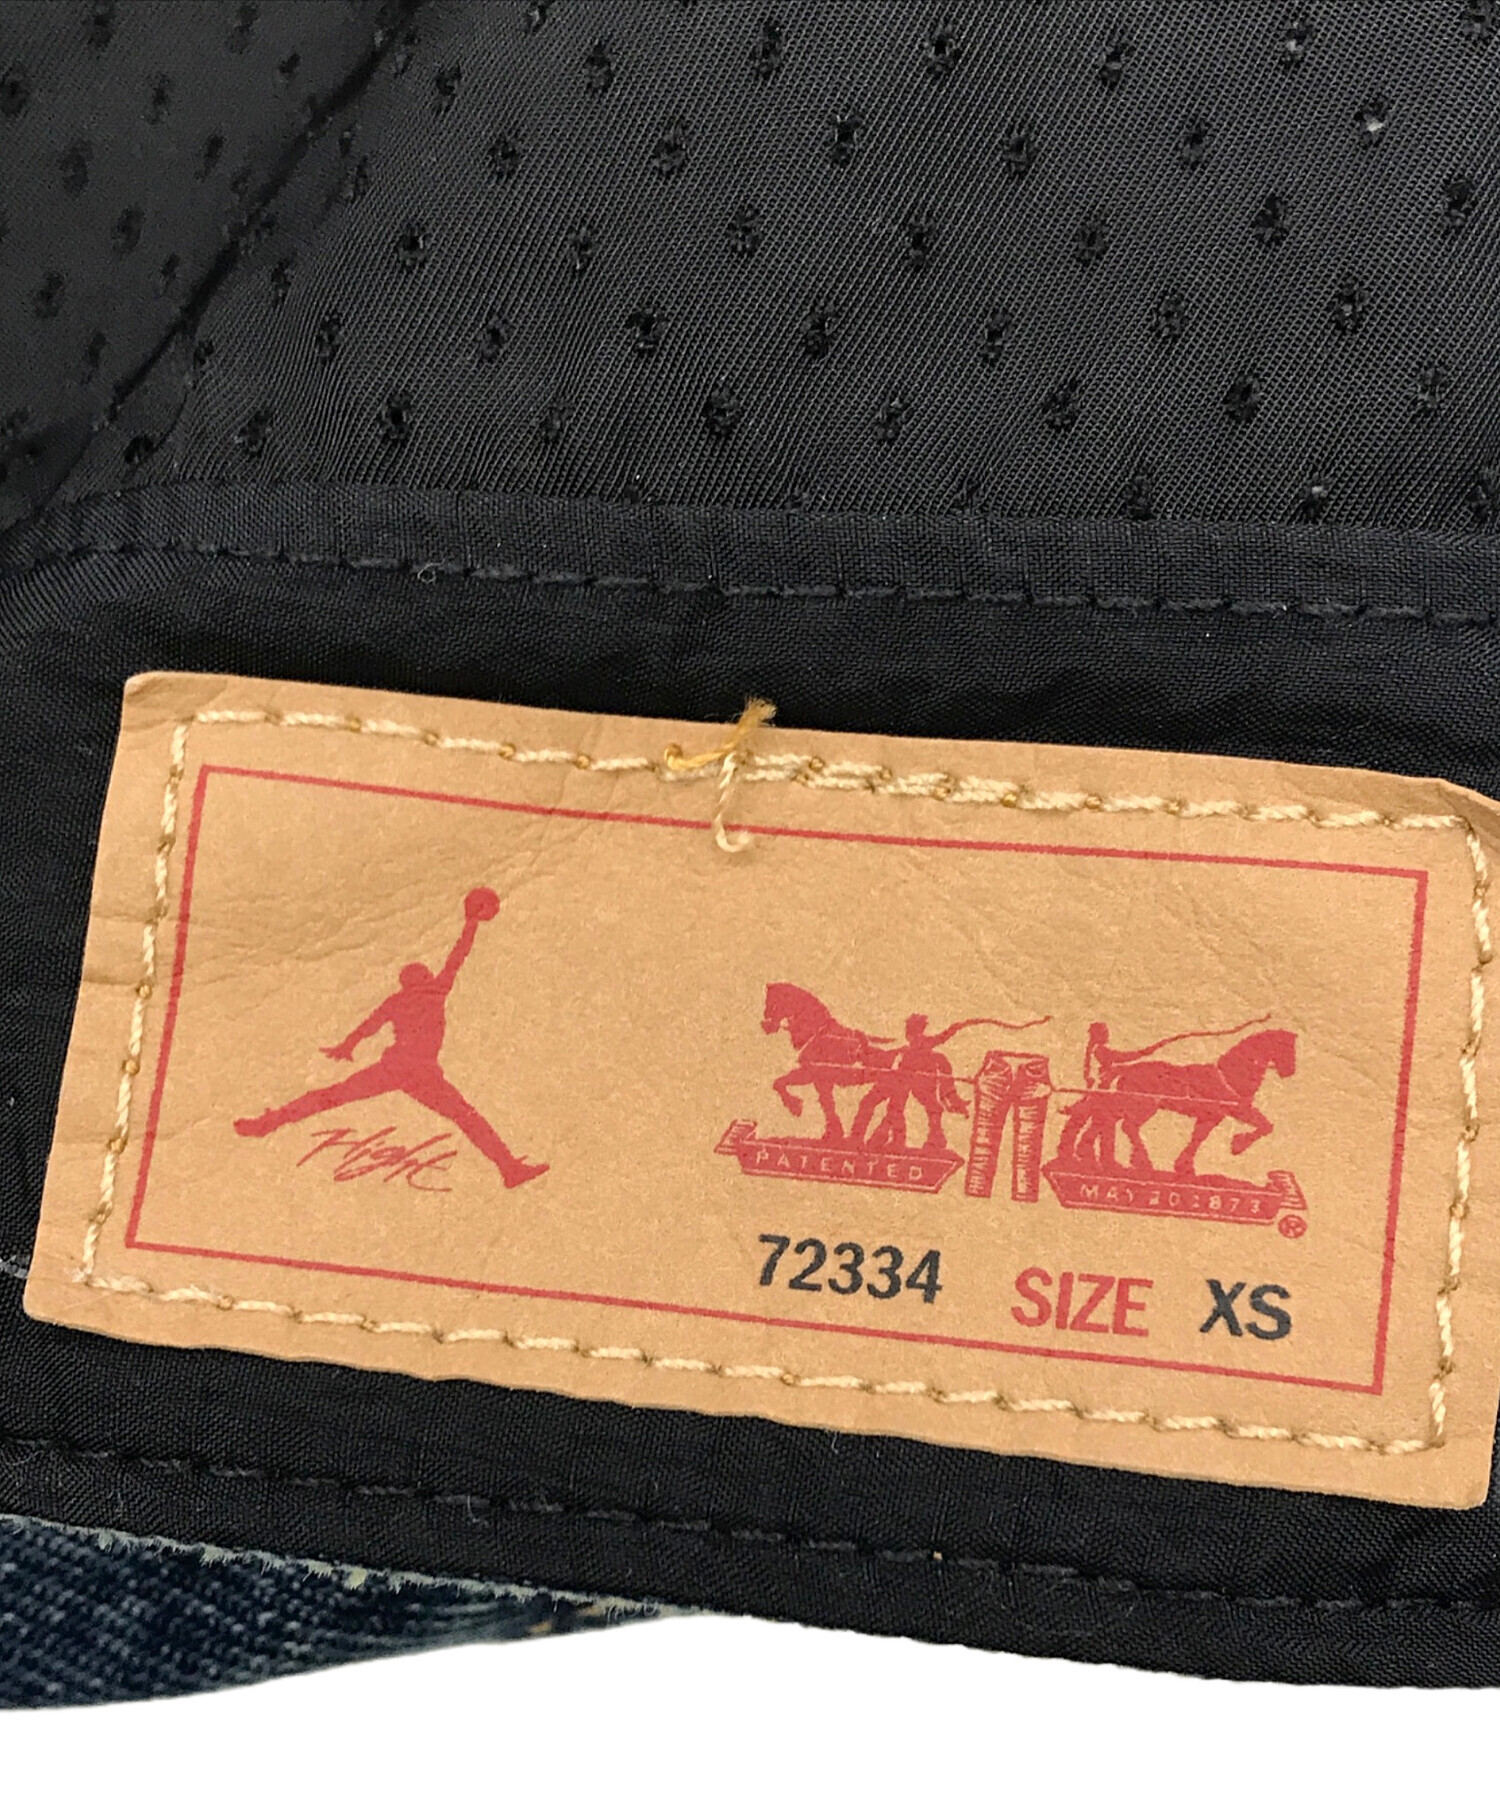 Flight
PATENTED
MAY 20 1873
®
72334 SIZE XS